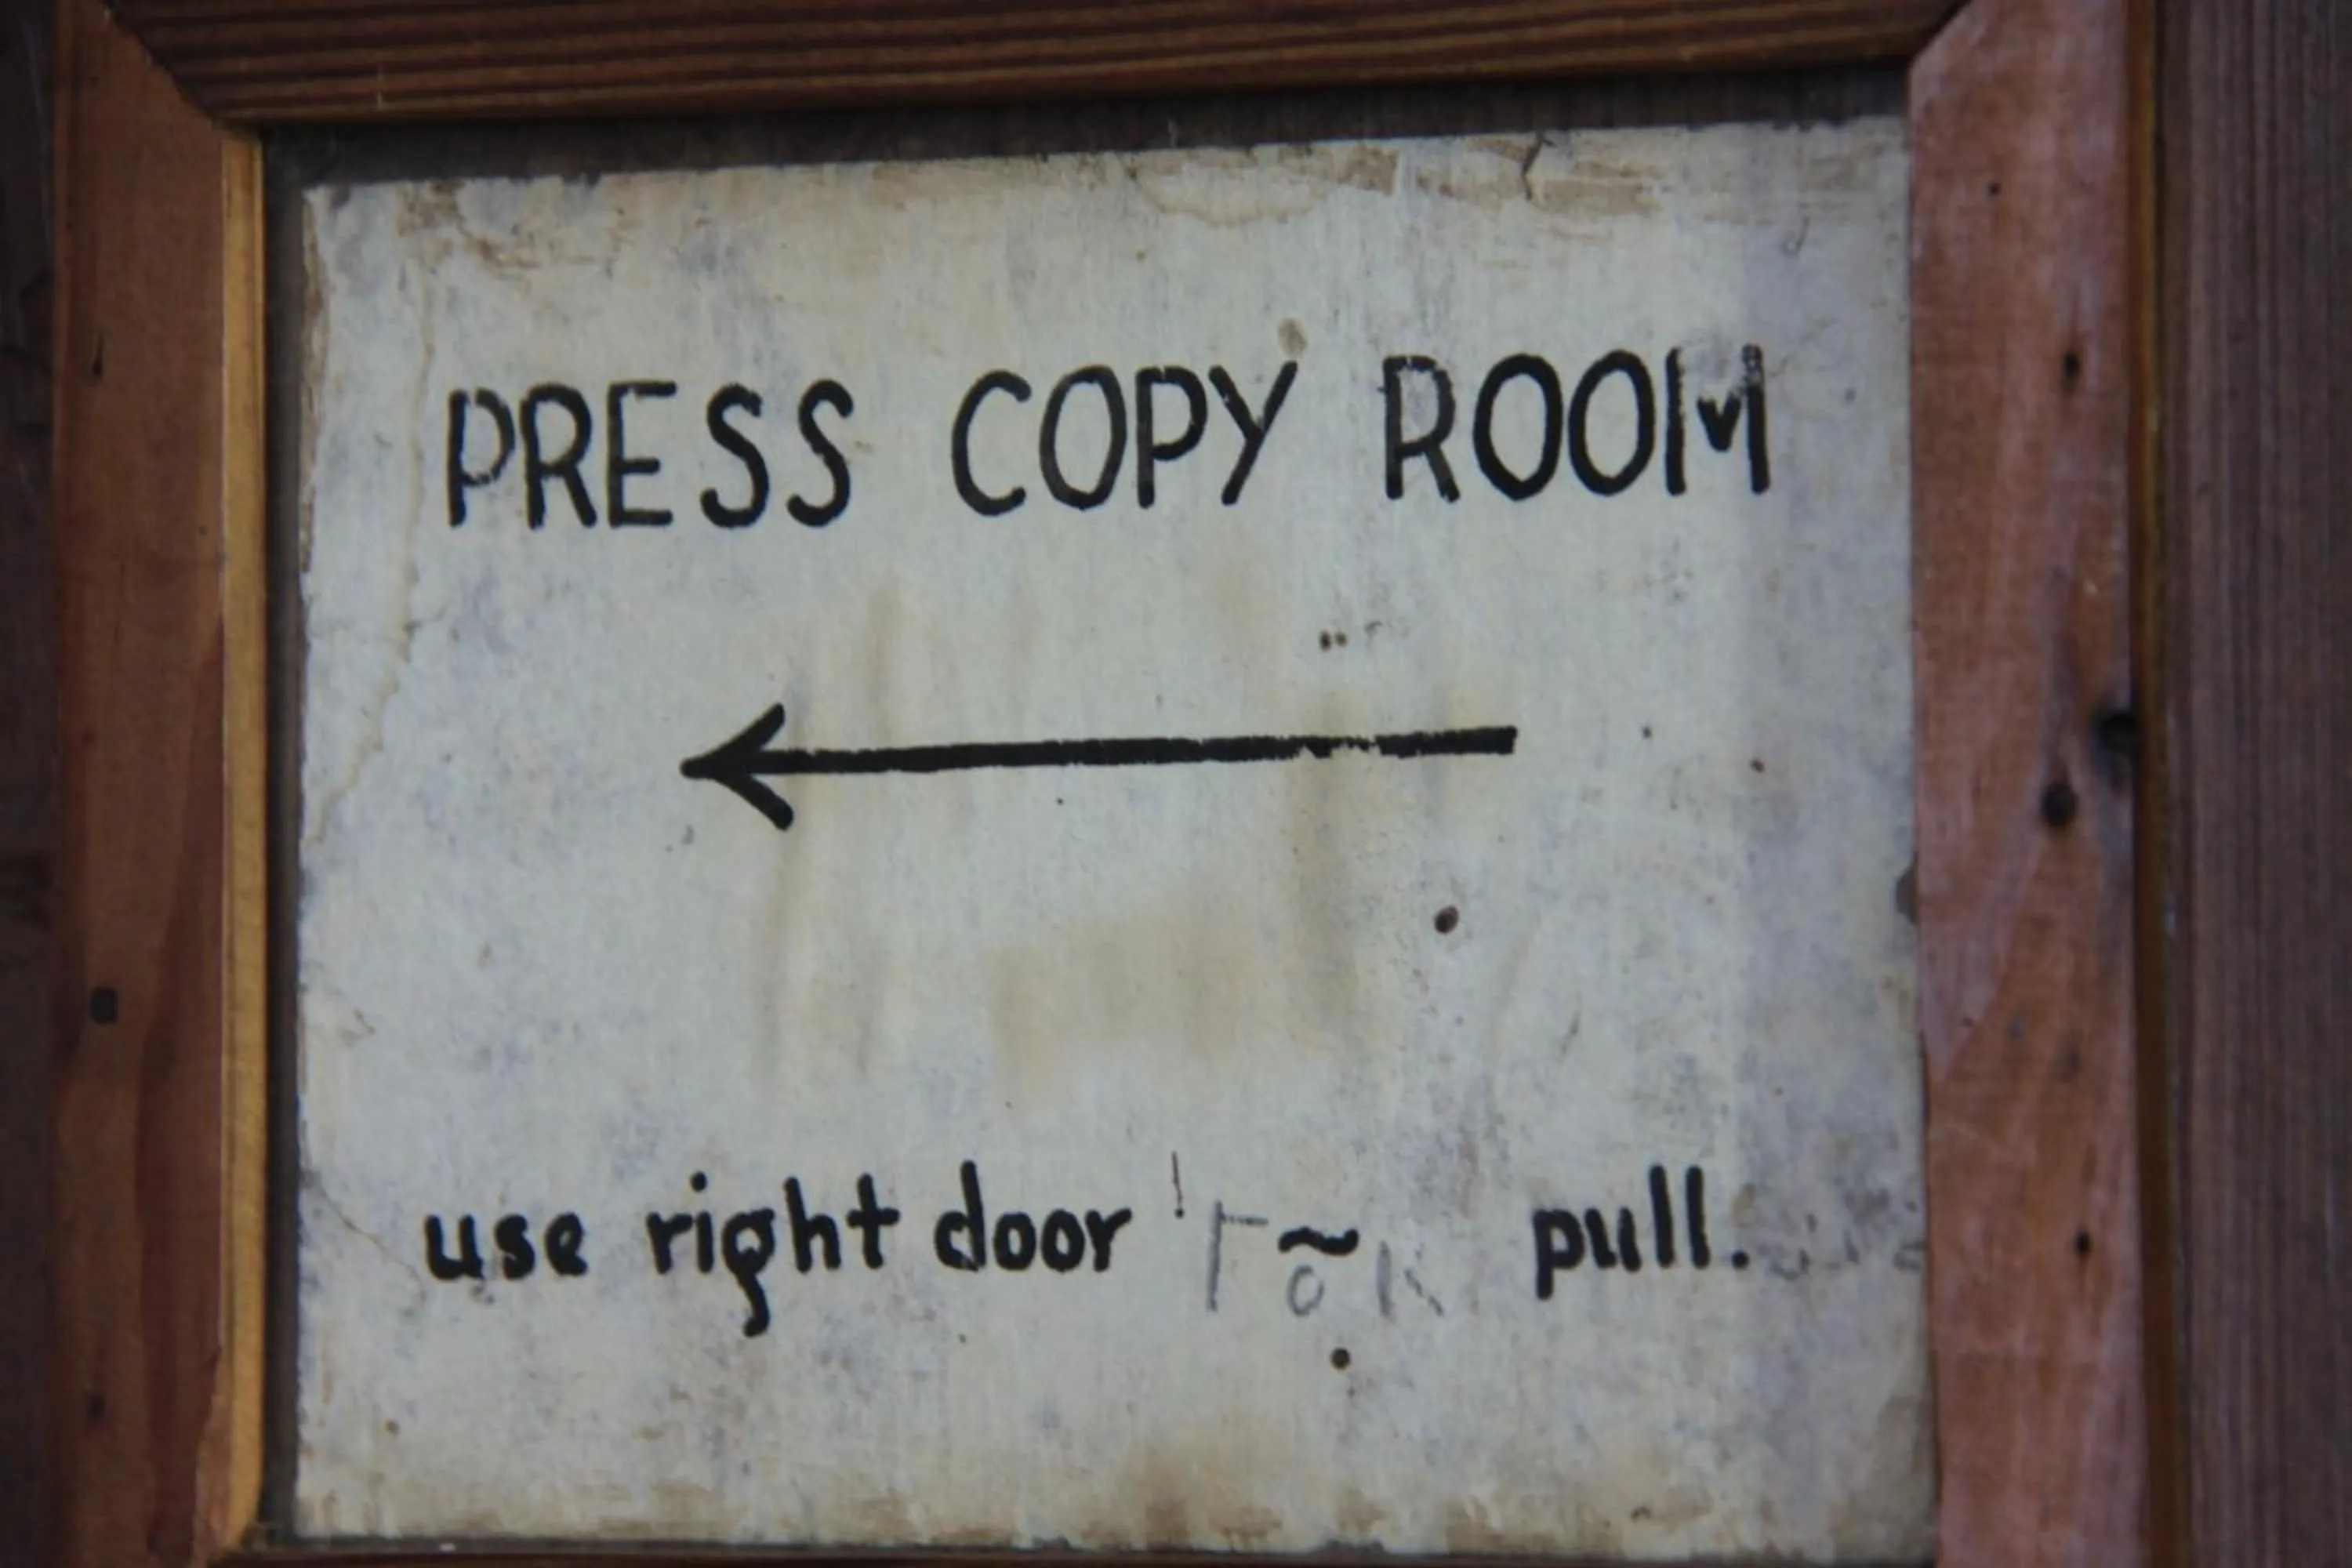 PRESS COPY ROOM
use right door ~ pull.